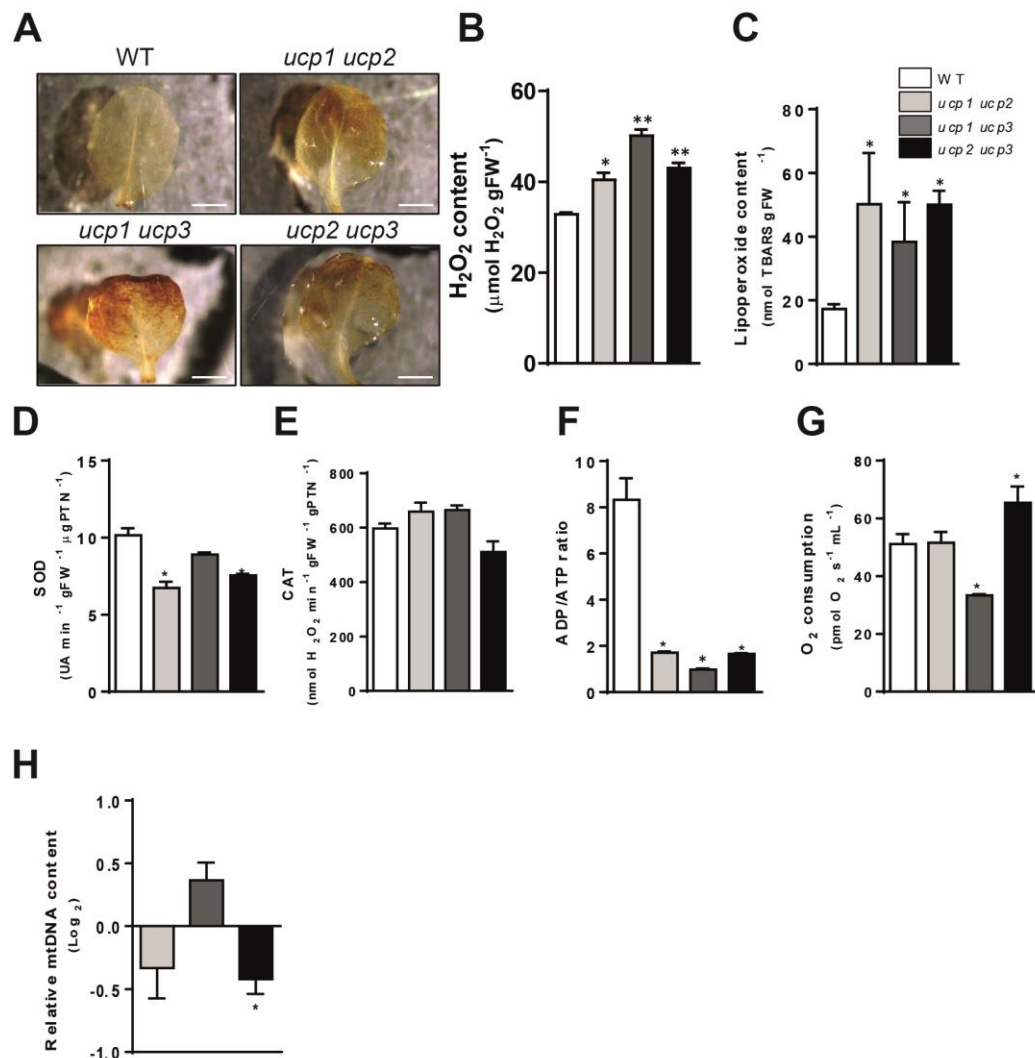 A
WT
ucp1 ucp2
ucp1 ucp3
ucp2 ucp3
B
H₂O₂ content
(μmol H₂O₂ gFW⁻¹)
60
40
20
0
*
**
**
C
WT
ucp1 ucp2
ucp1 ucp3
ucp2 ucp3
Lipoperoxide content
(nmol TBARS gFW⁻¹)
80
60
40
20
0
*
*
*
D
SOD
(UA min⁻¹ gFW⁻¹ μgPTN⁻¹)
15
10
5
0
*
*
E
CAT
(nmol H₂O₂ min⁻¹ gFW⁻¹ gPTN⁻¹)
800
600
400
200
0
F
ADP/ATP ratio
10
8
6
4
2
0
*
*
*
G
O₂ consumption
(pmol O₂ s⁻¹ mL⁻¹)
80
60
40
20
0
*
*
H
Relative mtDNA content
(Log₂)
1.0
0.5
0.0
-0.5
-1.0
*